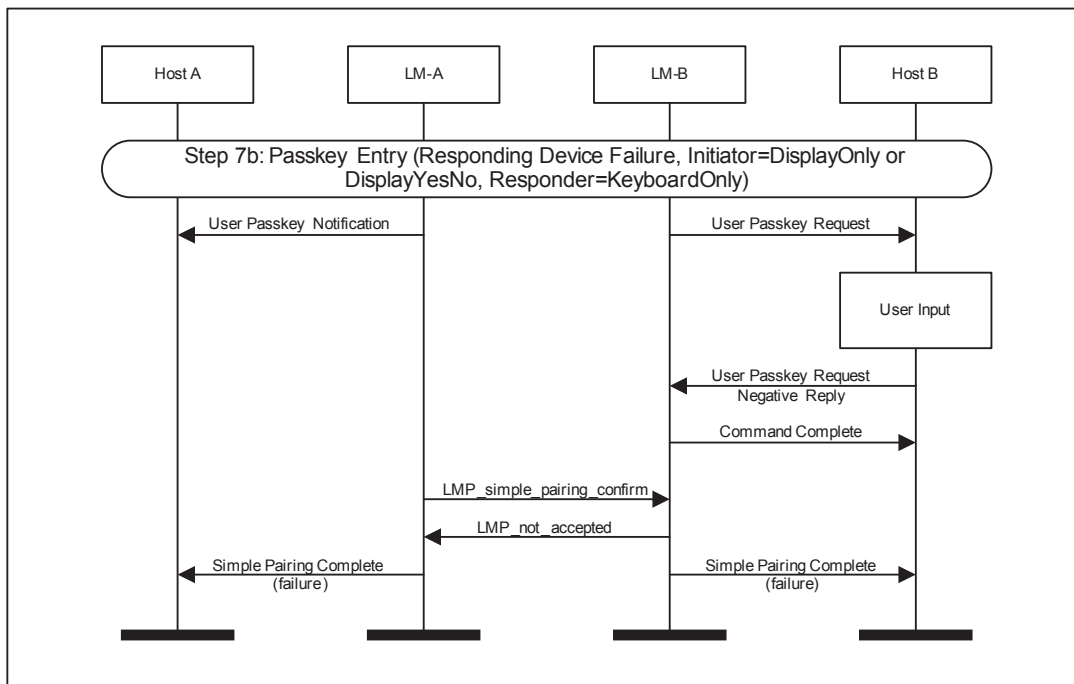 Host A
LM-A
LM-B
Host B
Step 7b: Passkey Entry (Responding Device Failure, Initiator=DisplayOnly or
DisplayYesNo, Responder=KeyboardOnly)
User Passkey Notification
User Passkey Request
User Input
User Passkey Request
Negative Reply
Command Complete
LMP_simple_pairing_confirm
LMP_not_accepted
Simple Pairing Complete
(failure)
Simple Pairing Complete
(failure)